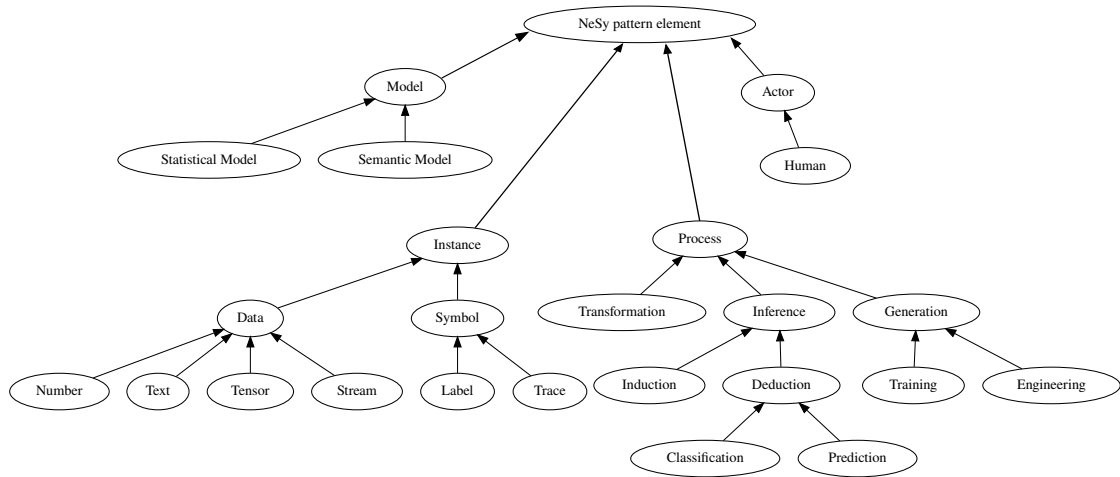 NeSy pattern element
Model
Actor
Statistical Model
Semantic Model
Human
Instance
Process
Data
Symbol
Transformation
Inference
Generation
Number
Text
Tensor
Stream
Label
Trace
Induction
Deduction
Training
Engineering
Classification
Prediction